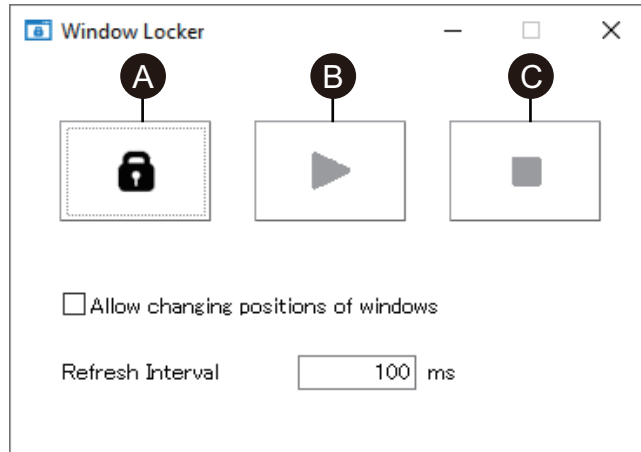 Window Locker
A B C
Allow changing positions of windows
Refresh Interval 100 ms